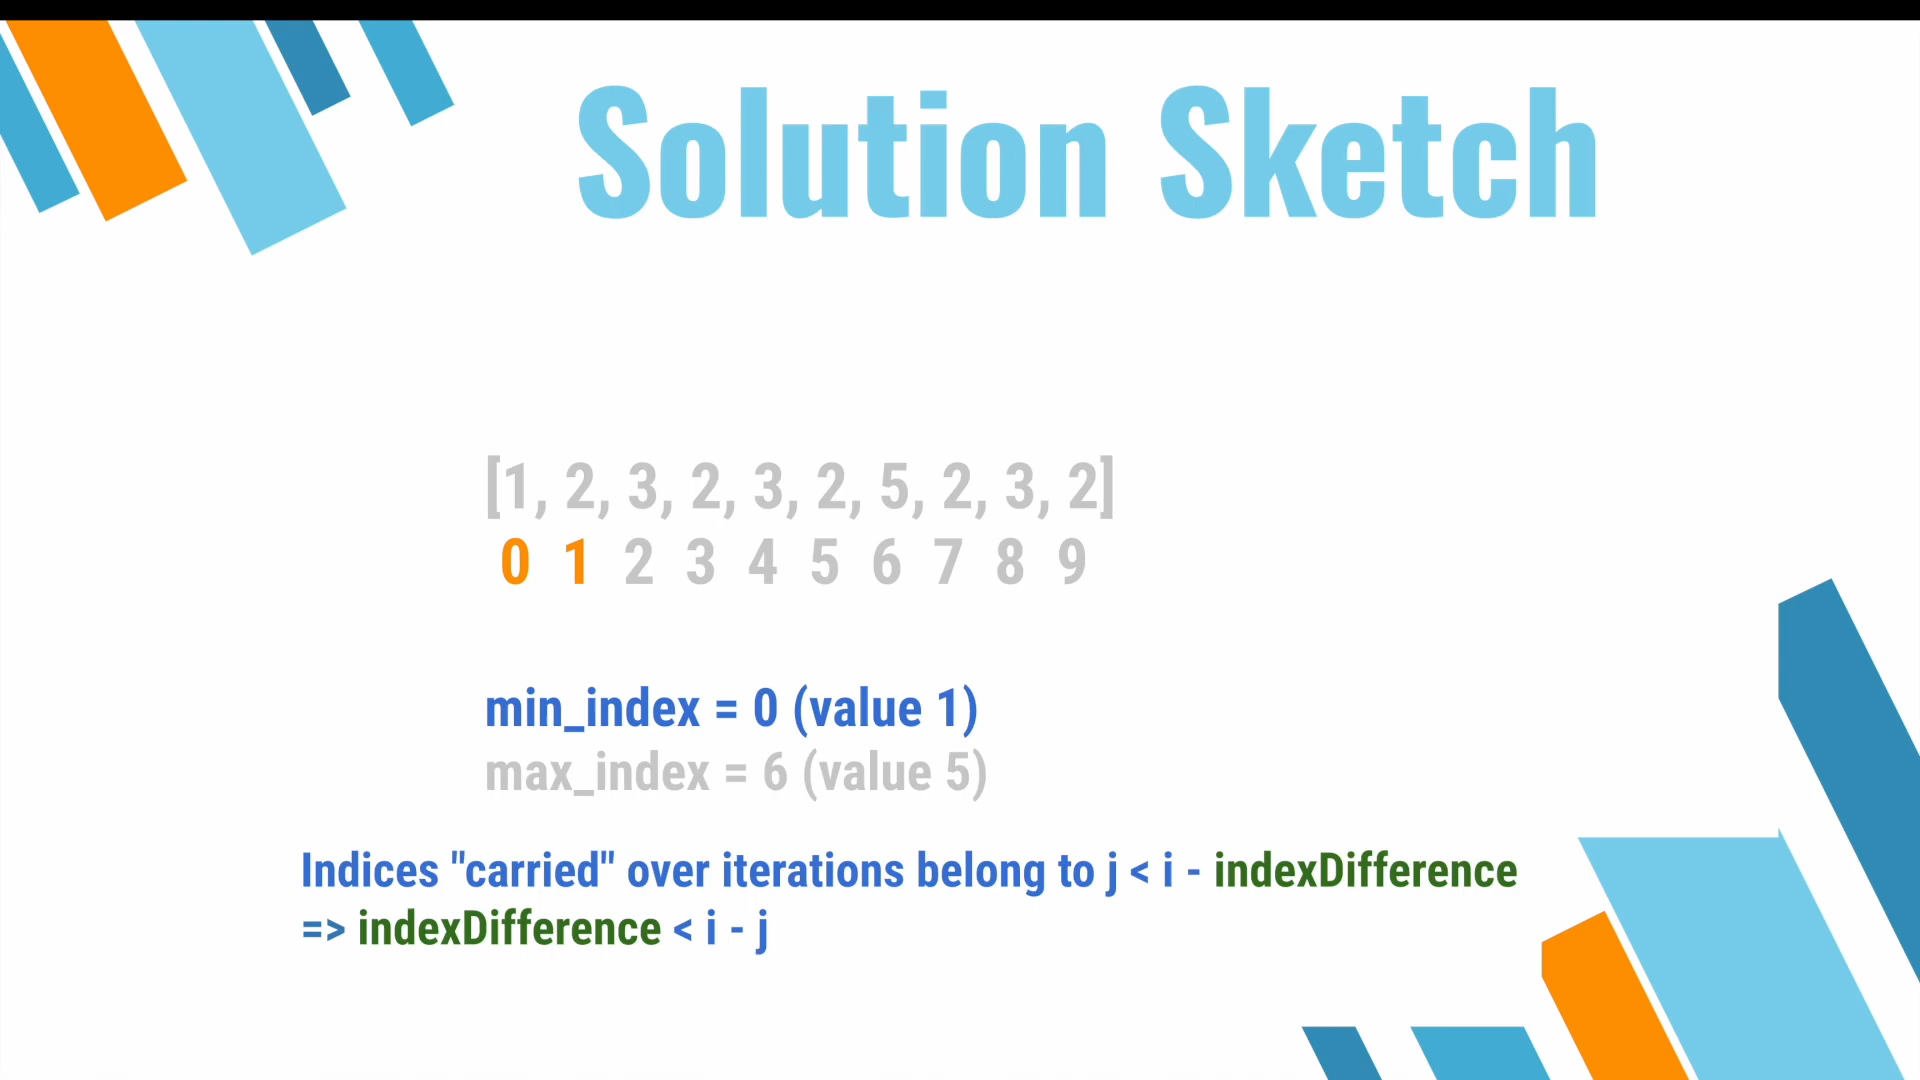 Solution Sketch
[1, 2, 3, 2, 3, 2, 5, 2, 3, 2]
0 1 2 3 4 5 6 7 8 9
min_index = 0 (value 1)
max_index = 6 (value 5)
Indices "carried" over iterations belong to j < i - indexDifference
=> indexDifference < i - j